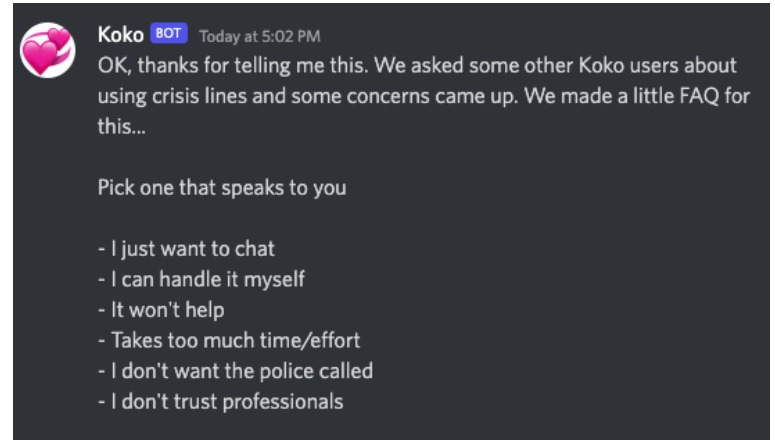 Koko BOT Today at 5:02 PM
OK, thanks for telling me this. We asked some other Koko users about
using crisis lines and some concerns came up. We made a little FAQ for
this...
Pick one that speaks to you
- I just want to chat
- I can handle it myself
- It won't help
- Takes too much time/effort
- I don't want the police called
- I don't trust professionals